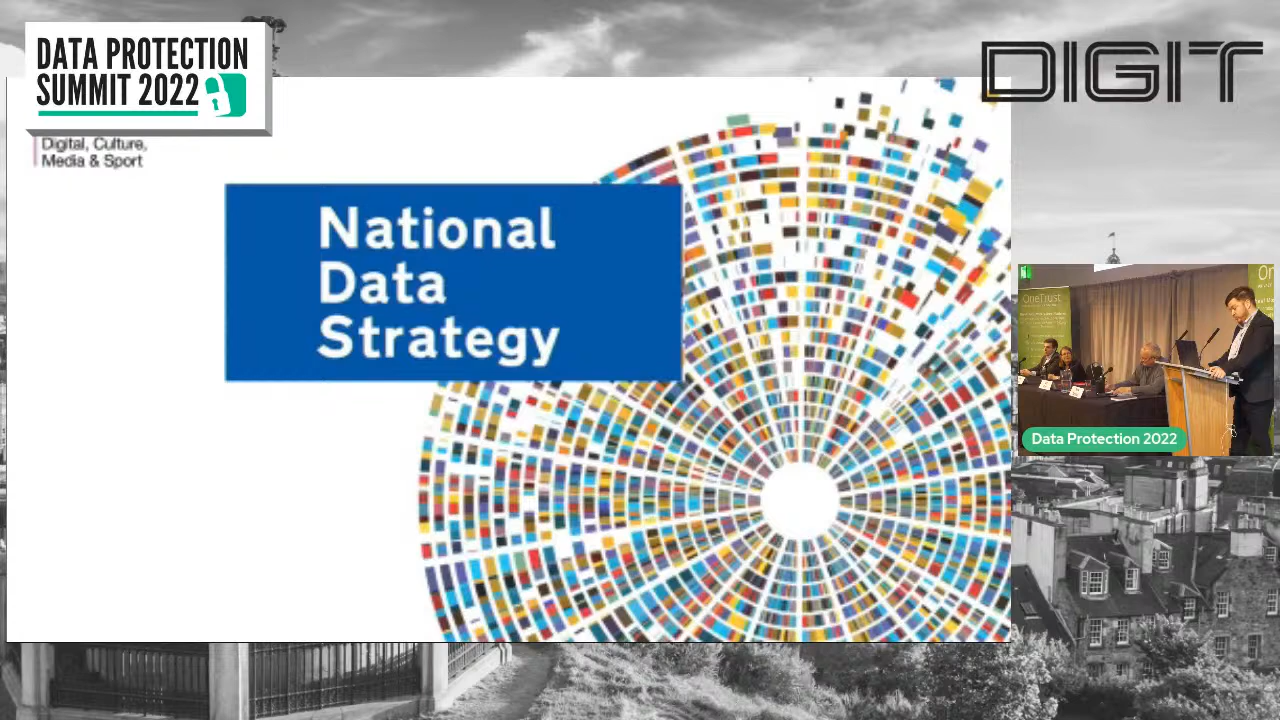 DATA PROTECTION
SUMMIT 2022
DIGIT
Digital, Culture,
Media & Sport
National
Data
Strategy
OneTrust
Data Protection 2022